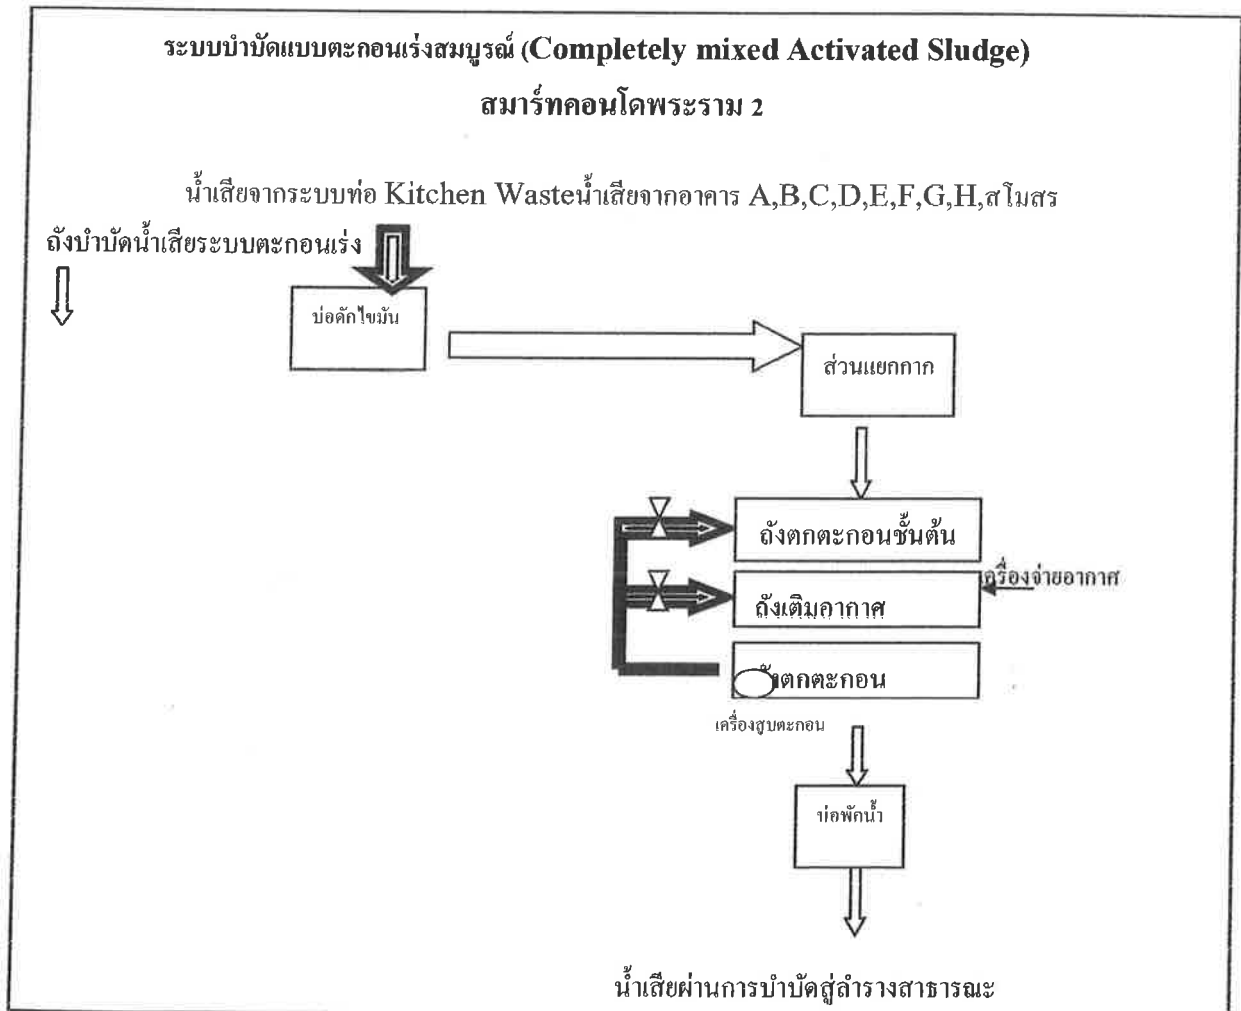 ระบบบำบัดแบบตะกอนเร่งสมบูรณ์ (Completely mixed Activated Sludge)
สมาร์ทคอนโดพระราม 2
น้ำเสียจากระบบท่อ Kitchen Wasteน้ำเสียจากอาคาร A,B,C,D,E,F,G,H,สโมสร
ถังบำบัดน้ำเสียระบบตะกอนเร่ง
บ่อดักไขมัน
ส่วนแยกกาก
ถังตกตะกอนชั้นต้น
เครื่องจ่ายอากาศ
ถังเติมอากาศ
ถังตกตะกอน
เครื่องสูบตะกอน
บ่อพักน้ำ
น้ำเสียผ่านการบำบัดสู่ลำรางสาธารณะ